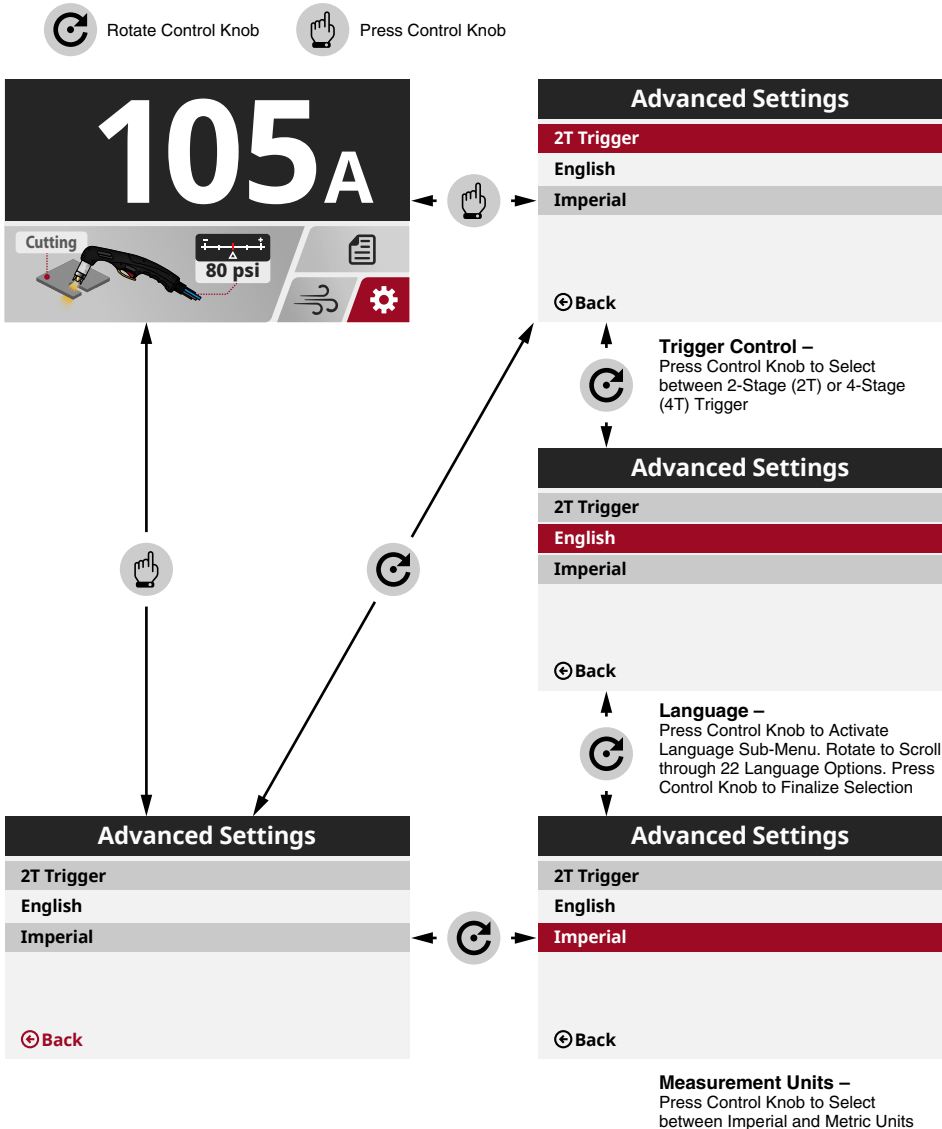 Rotate Control Knob
Press Control Knob
105A
Cutting
- +
80 psi
Advanced Settings
2T Trigger
English
Imperial
Back
Trigger Control –
Press Control Knob to Select
between 2-Stage (2T) or 4-Stage
(4T) Trigger
Advanced Settings
2T Trigger
English
Imperial
Back
Language –
Press Control Knob to Activate
Language Sub-Menu. Rotate to Scroll
through 22 Language Options. Press
Control Knob to Finalize Selection
Advanced Settings
2T Trigger
English
Imperial
Back
Advanced Settings
2T Trigger
English
Imperial
Back
Measurement Units –
Press Control Knob to Select
between Imperial and Metric Units